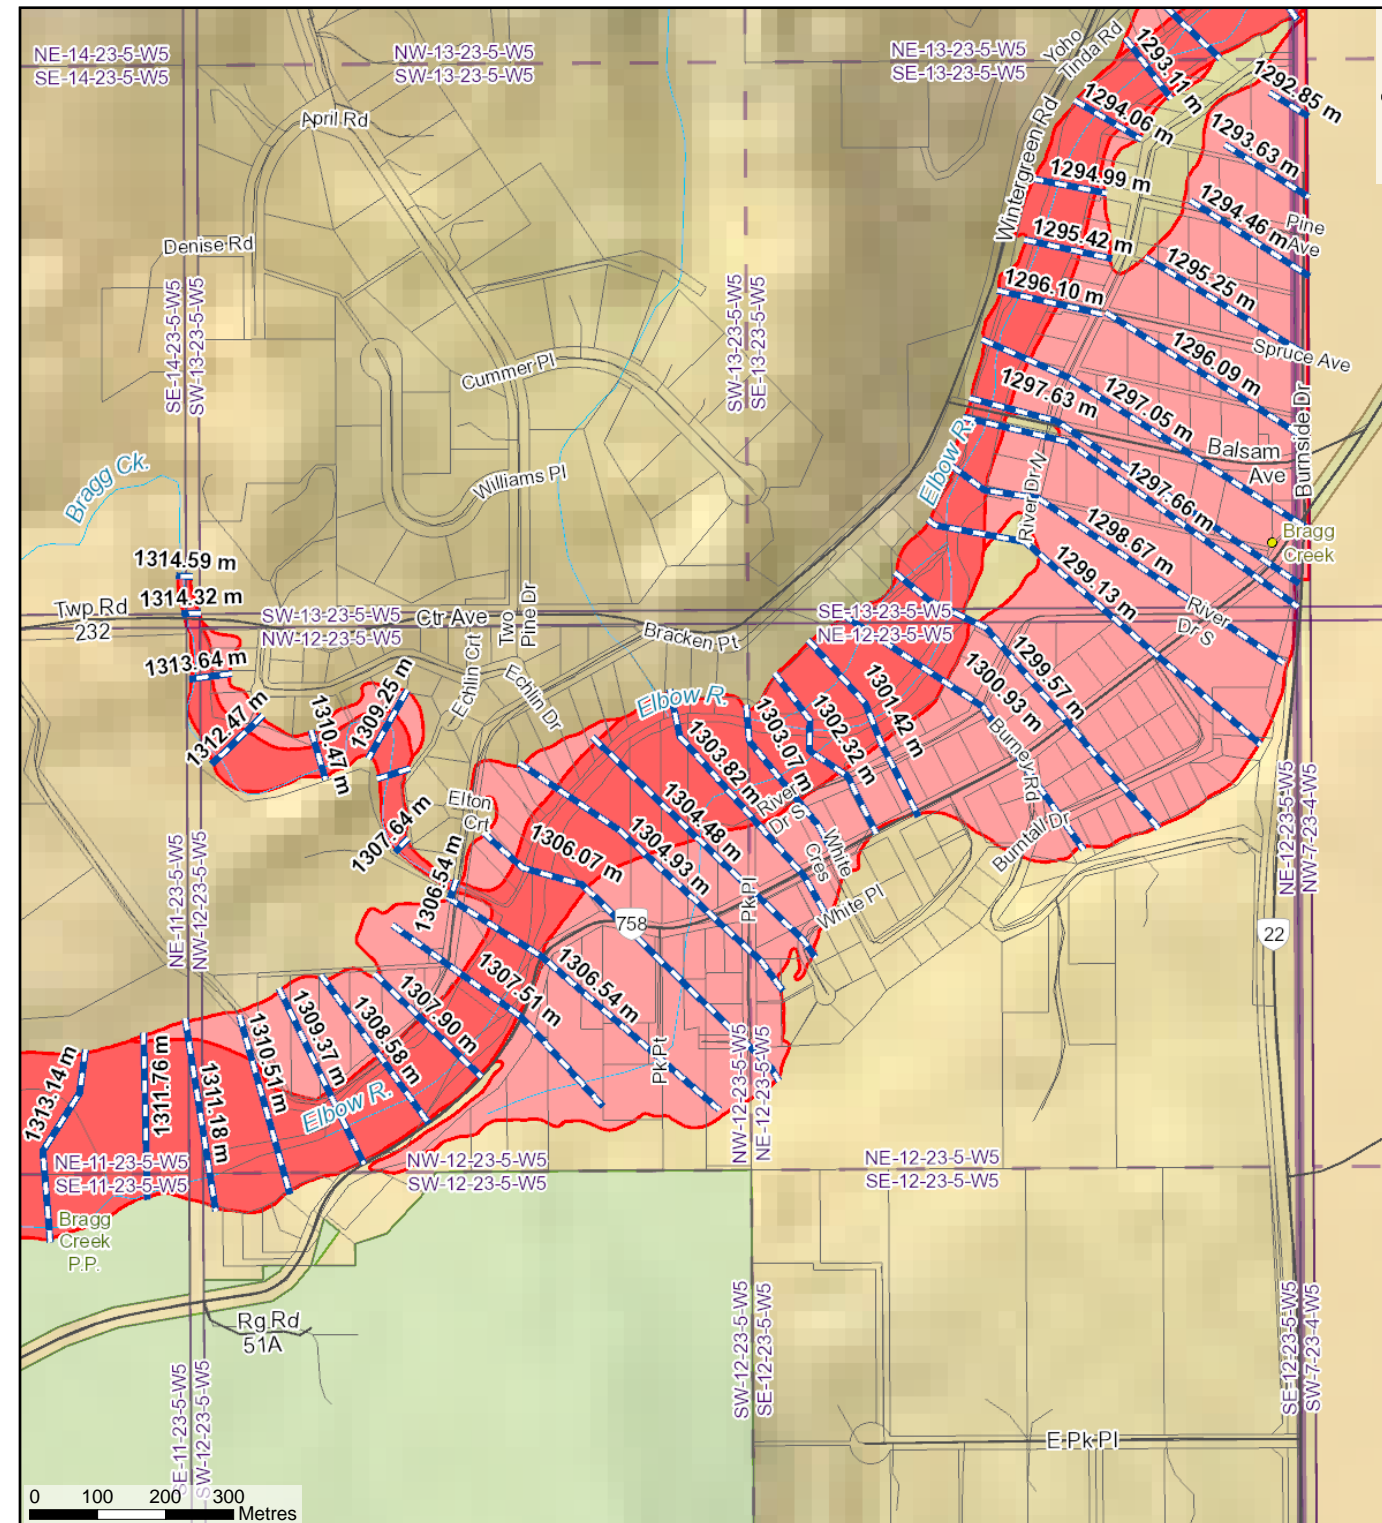 NE-14-23-5-W5
SE-14-23-5-W5
NW-13-23-5-W5
SW-13-23-5-W5
NE-13-23-5-W5
SE-13-23-5-W5
Yoho
Tinda Rd
1293.11 m
1292.85 m
1294.06 m
1293.63 m
April Rd
Wintergreen Rd
1294.99 m
1294.46 m
Pine
Ave
Denise Rd
1295.42 m
1295.25 m
SE-14-23-5-W5
SW-13-23-5-W5
SW-13-23-5-W5
SE-13-23-5-W5
1296.10 m
1296.09 m
Spruce Ave
Cummer Pl
1297.63 m
1297.05 m
Burnside Dr
Balsam
Ave
Bragg Ck.
Williams Pl
Elbow R.
River Dr N
1297.66 m
1298.67 m
Bragg
Creek
1314.59 m
1314.32 m
1299.13 m
Twp Rd
232
SW-13-23-5-W5
NW-12-23-5-W5
Ctr Ave
Two
Pine Dr
Bracken Pt
SE-13-23-5-W5
NE-12-23-5-W5
River
Dr S
1313.64 m
1312.47 m
1310.47 m
1309.25 m
Echlin Crt
Echlin Dr
Elbow R.
1303.82 m
1303.07 m
1302.32 m
1301.42 m
1300.93 m
1299.57 m
Burney Rd
1307.64 m
Elton
Crt
River
Dr S
White
Cres
Burntall Dr
NE-12-23-5-W5
NW-7-23-4-W5
1306.54 m
1306.07 m
1304.93 m
1304.48 m
Pk Pl
White Pl
758
22
NE-11-23-5-W5
NW-12-23-5-W5
1307.51 m
1306.54 m
1307.90 m
1308.58 m
1309.37 m
1310.51 m
1311.18 m
1311.76 m
1313.14 m
Elbow R.
Pk Pt
NW-12-23-5-W5
NE-12-23-5-W5
NE-11-23-5-W5
SE-11-23-5-W5
NW-12-23-5-W5
SW-12-23-5-W5
NE-12-23-5-W5
SE-12-23-5-W5
Bragg
Creek
P.P.
Rg Rd
51A
SW-12-23-5-W5
SE-12-23-5-W5
SE-12-23-5-W5
SW-7-23-4-W5
SE-11-23-5-W5
SW-12-23-5-W5
E Pk Pl
0 100 200 300
Metres